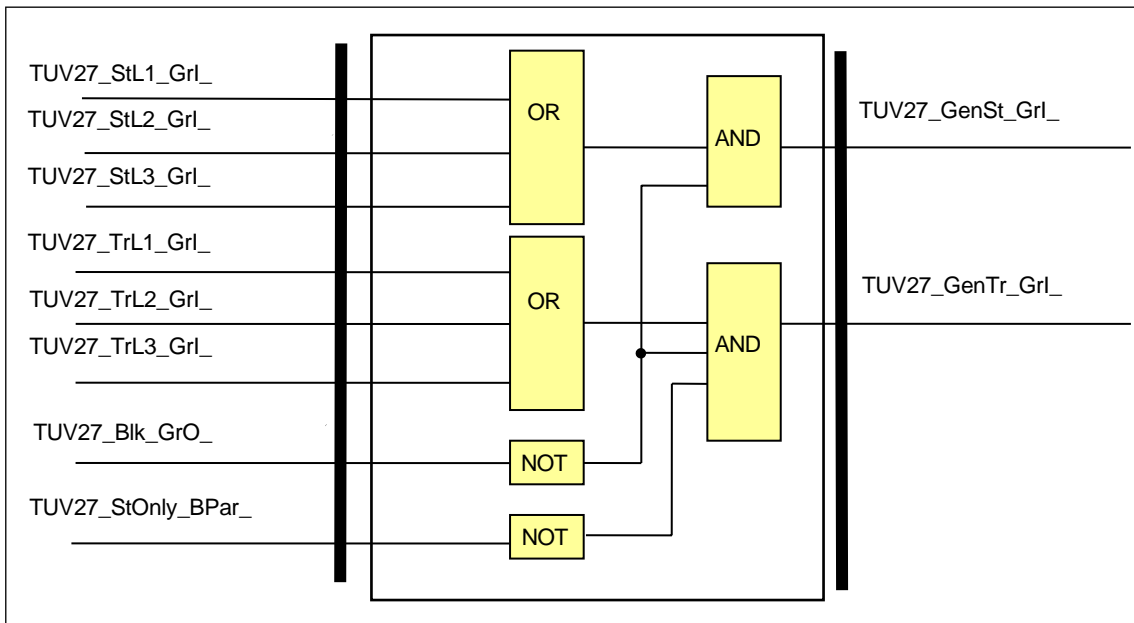 TUV27_StL1_GrI_
TUV27_StL2_GrI_
TUV27_StL3_GrI_
TUV27_TrL1_GrI_
TUV27_TrL2_GrI_
TUV27_TrL3_GrI_
TUV27_Blk_GrO_
TUV27_StOnly_BPar_
OR
OR
NOT
NOT
AND
AND
TUV27_GenSt_GrI_
TUV27_GenTr_GrI_